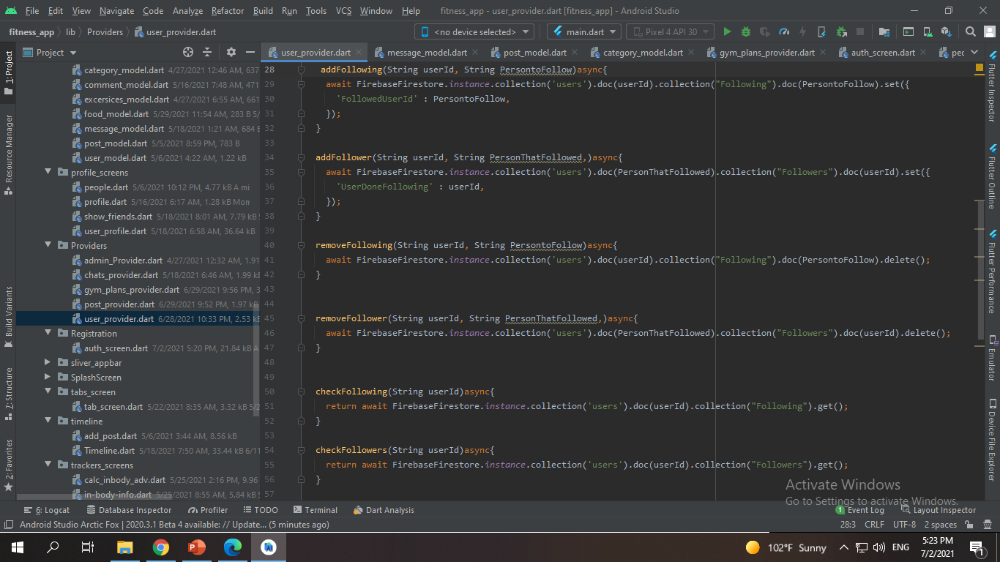 File Edit View Navigate Code Analyze Refactor Build Run Tools VCS Window Help fitness_app - user_provider.dart [fitness_app] - Android Studio
fitness_app lib Providers user_provider.dart <no device selected> main.dart Pixel 4 API 30
Project user_provider.dart message_model.dart post_model.dart category_model.dart gym_plans_provider.dart auth_screen.dart pec
category_model.dart 4/27/2021 12:46 AM, 637
comment_model.dart 5/16/2021 7:48 AM, 471
excersices_model.dart 4/27/2021 6:55 AM, 661
food_model.dart 5/29/2021 11:54 AM, 283 B 5/
message_model.dart 5/18/2021 1:21 AM, 684 B
post_model.dart 5/5/2021 8:59 PM, 783 B
user_model.dart 5/6/2021 4:22 AM, 1.22 kB
profile_screens
people.dart 5/6/2021 10:12 PM, 4.77 kB A mi
profile.dart 5/16/2021 6:17 AM, 1.28 kB Mom
show_friends.dart 5/18/2021 8:01 AM, 7.79 kB 5
user_profile.dart 5/18/2021 6:58 AM, 36.64 kB
Providers
admin_Provider.dart 4/27/2021 12:32 AM, 1.91
chats_provider.dart 5/18/2021 6:46 AM, 1.99 kB
gym_plans_provider.dart 6/29/2021 9:56 PM, 3
post_provider.dart 6/29/2021 9:52 PM, 1.97 kB
user_provider.dart 6/28/2021 10:33 PM, 2.53 kB
Registration
auth_screen.dart 7/2/2021 5:20 PM, 21.84 kB A
sliver_appbar
SplashScreen
tabs_screen
tab_screen.dart 5/22/2021 8:35 AM, 3.32 kB 5/2
timeline
add_post.dart 5/6/2021 3:44 AM, 8.56 kB
Timeline.dart 5/18/2021 7:50 AM, 33.44 kB 6/11
trackers_screens
calc_inbody_adv.dart 5/25/2021 2:16 PM, 9.96
in-body-info.dart 5/25/2021 8:55 AM, 5.84 kB 5
28 addFollowing(String userId, String PersontoFollow)async{
29 await FirebaseFirestore.instance.collection('users').doc(userId).collection("Following").doc(PersontoFollow).set({
30 'FollowedUserId' : PersontoFollow,
31 });
32 }
33
34 addFollower(String userId, String PersonThatFollowed,)async{
35 await FirebaseFirestore.instance.collection('users').doc(PersonThatFollowed).collection("Followers").doc(userId).set({
36 'UserDoneFollowing' : userId,
37 });
38 }
39
40 removeFollowing(String userId, String PersontoFollow)async{
41 await FirebaseFirestore.instance.collection('users').doc(userId).collection("Following").doc(PersontoFollow).delete();
42 }
43
44
45 removeFollower(String userId, String PersonThatFollowed,)async{
46 await FirebaseFirestore.instance.collection('users').doc(PersonThatFollowed).collection("Followers").doc(userId).delete();
47 }
48
49
50 checkFollowing(String userId)async{
51 return await FirebaseFirestore.instance.collection('users').doc(userId).collection("Following").get();
52 }
53
54 checkFollowers(String userId)async{
55 return await FirebaseFirestore.instance.collection('users').doc(userId).collection("Followers").get();
56 }
57
1: Project
Resource Manager
Build Variants
7: Structure
2: Favorites
Flutter Inspector
Flutter Outline
Flutter Performance
Emulator
Device File Explorer
Activate Windows
Go to Settings to activate Windows.
6: Logcat Database Inspector Profiler TODO Terminal Dart Analysis 1 Event Log Layout Inspector
Android Studio Arctic Fox | 2020.3.1 Beta 4 available: // Update... (5 minutes ago) 28:3 CRLF UTF-8 2 spaces
102°F Sunny ENG 5:23 PM
7/2/2021 1